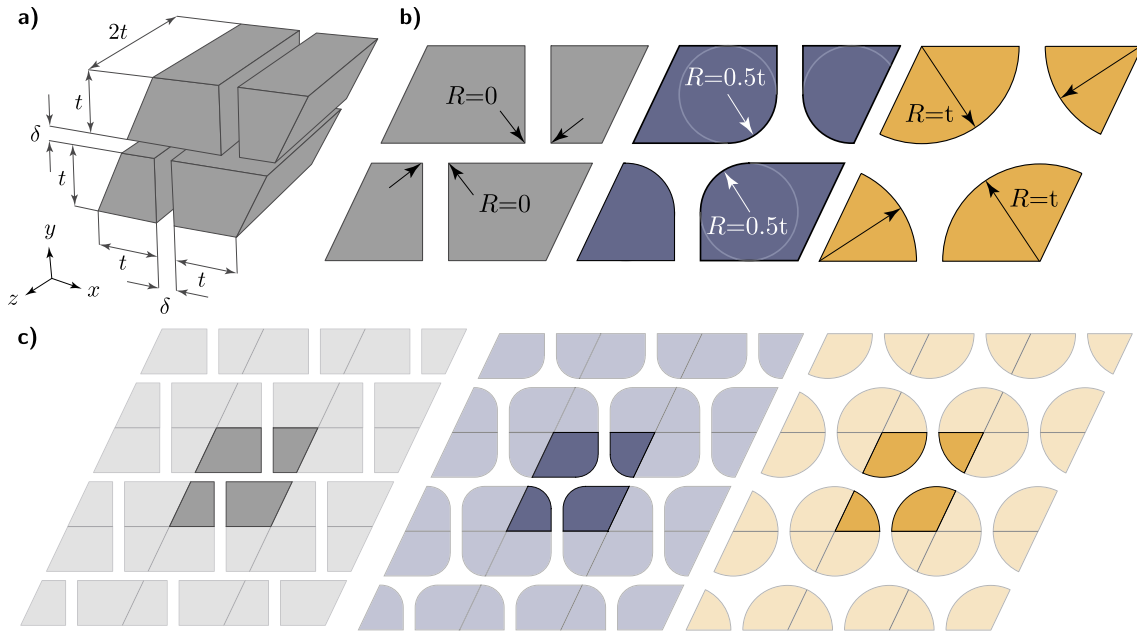 a)
2t
t
δ
t
t
δ
t
y
z
x
b)
R=0
R=0
R=0.5t
R=0.5t
R=t
R=t
c)